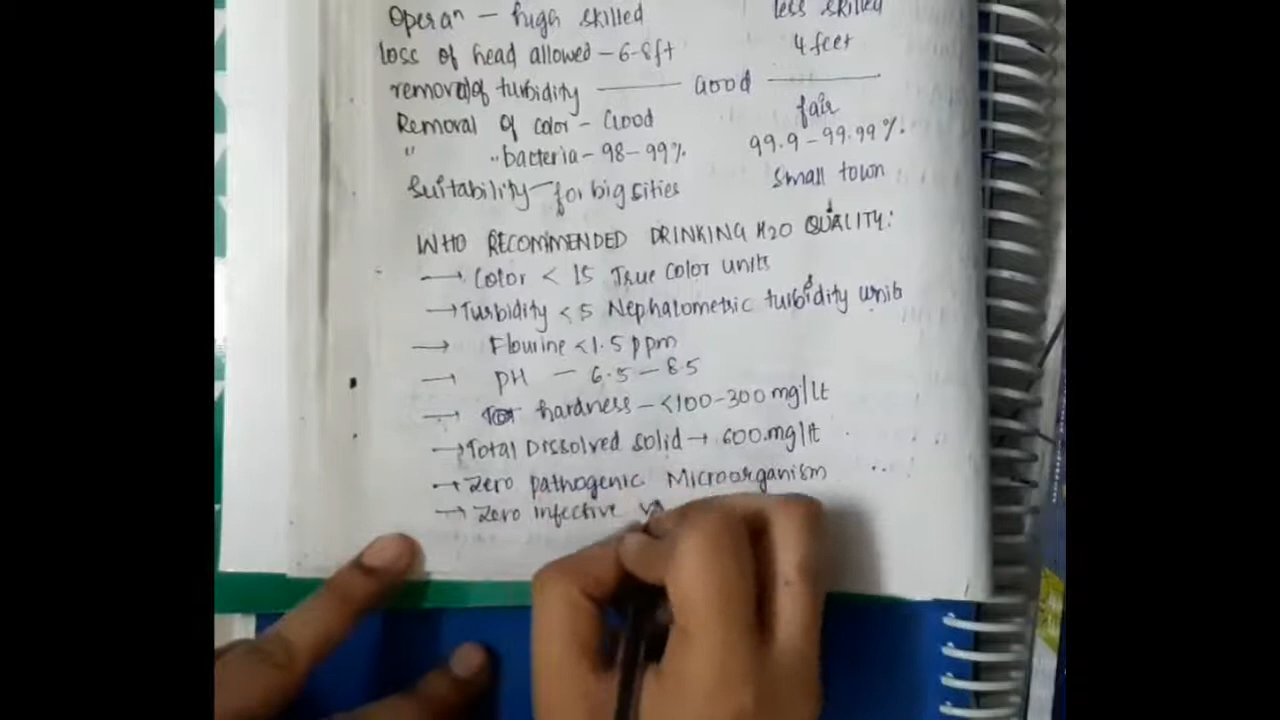 Operaⁿ - high skilled less skilled
loss of head allowed - 6-8ft 4 feet
removal of turbidity Good
Removal of color - Good fair
" " bacteria - 98-99% 99.9 - 99.99%
Suitability - for big sities small town
WHO RECOMMENDED DRINKING H2O QUALITY:
→ Color < 15 True Color units
→ Turbidity < 5 Nephalometric turbidity units
→ Flourine < 1.5 ppm
→ PH - 6.5 - 8.5
→ hardness - < 100-300 mg/lt
→ Total Dissolved solid → 600.mg/lt
→ Zero pathogenic Microorganism
→ Zero infective